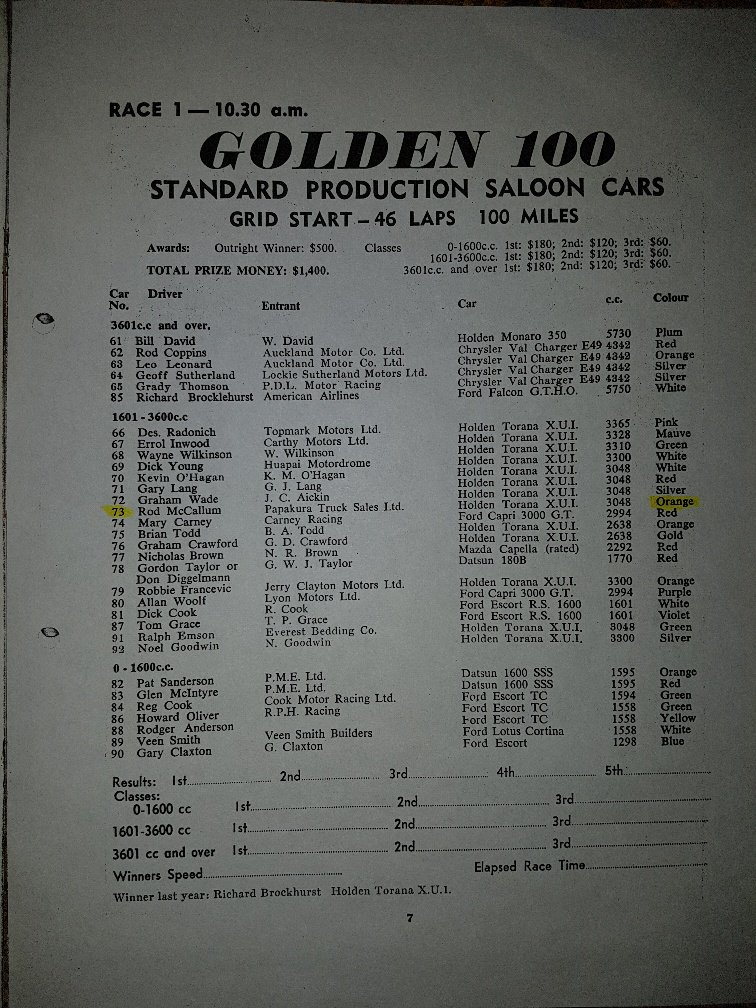 RACE 1 — 10.30 a.m.
GOLDEN 100
STANDARD PRODUCTION SALOON CARS
GRID START – 46 LAPS 100 MILES
Awards: Outright Winner: $500. Classes 0-1600c.c. 1st: $180; 2nd: $120; 3rd: $60.
1601-3600c.c. 1st: $180; 2nd: $120; 3rd: $60.
TOTAL PRIZE MONEY: $1,400. 3601c.c. and over 1st: $180; 2nd: $120; 3rd: $60.
Car No. Driver Entrant Car c.c. Colour
3601c.c and over.
61 Bill David W. David Holden Monaro 350 5730 Plum
62 Rod Coppins Auckland Motor Co. Ltd. Chrysler Val Charger E49 4342 Red
63 Leo Leonard Auckland Motor Co. Ltd. Chrysler Val Charger E49 4342 Orange
64 Geoff Sutherland Lockie Sutherland Motors Ltd. Chrysler Val Charger E49 4342 Silver
65 Grady Thomson P.D.L. Motor Racing Chrysler Val Charger E49 4342 Silver
85 Richard Brocklehurst American Airlines Ford Falcon G.T.H.O. 5750 White
1601 - 3600c.c
66 Des. Radonich Topmark Motors Ltd. Holden Torana X.U.I. 3365 Pink
67 Errol Inwood Carthy Motors Ltd. Holden Torana X.U.I. 3328 Mauve
68 Wayne Wilkinson W. Wilkinson Holden Torana X.U.I. 3310 Green
69 Dick Young Huapai Motordrome Holden Torana X.U.I. 3300 White
70 Kevin O'Hagan K. M. O'Hagan Holden Torana X.U.I. 3048 White
71 Gary Lang G. J. Lang Holden Torana X.U.I. 3048 Red
72 Graham Wade J. C. Aickin Holden Torana X.U.I. 3048 Silver
73 Rod McCallum Papakura Truck Sales Ltd. Holden Torana X.U.I. 3048 Orange
74 Mary Carney Carney Racing Ford Capri 3000 G.T. 2994 Red
75 Brian Todd B. A. Todd Holden Torana X.U.I. 2638 Orange
76 Graham Crawford G. D. Crawford Holden Torana X.U.I. 2638 Gold
77 Nicholas Brown N. R. Brown Mazda Capella (rated) 2292 Red
78 Gordon Taylor or G. W. J. Taylor Datsun 180B 1770 Red
Don Diggelmann
79 Robbie Francevic Jerry Clayton Motors Ltd. Holden Torana X.U.I. 3300 Orange
80 Allan Woolf Lyon Motors Ltd. Ford Capri 3000 G.T. 2994 Purple
81 Dick Cook R. Cook Ford Escort R.S. 1600 1601 White
87 Tom Grace T. P. Grace Ford Escort R.S. 1600 1601 Violet
91 Ralph Emson Everest Bedding Co. Holden Torana X.U.I. 3048 Green
92 Noel Goodwin N. Goodwin Holden Torana X.U.I. 3300 Silver
0 - 1600c.c.
82 Pat Sanderson P.M.E. Ltd. Datsun 1600 SSS 1595 Orange
83 Glen McIntyre P.M.E. Ltd. Datsun 1600 SSS 1595 Red
84 Reg Cook Cook Motor Racing Ltd. Ford Escort TC 1594 Green
86 Howard Oliver R.P.H. Racing Ford Escort TC 1558 Green
88 Rodger Anderson Ford Escort TC 1558 Yellow
89 Veen Smith Veen Smith Builders Ford Lotus Cortina 1558 White
90 Gary Claxton G. Claxton Ford Escort 1298 Blue
Results: 1st 2nd 3rd 4th 5th
Classes:
0-1600 cc 1st 2nd 3rd
1601-3600 cc 1st 2nd 3rd
3601 cc and over 1st 2nd 3rd
Winners Speed Elapsed Race Time
Winner last year: Richard Brockhurst Holden Torana X.U.1.
7